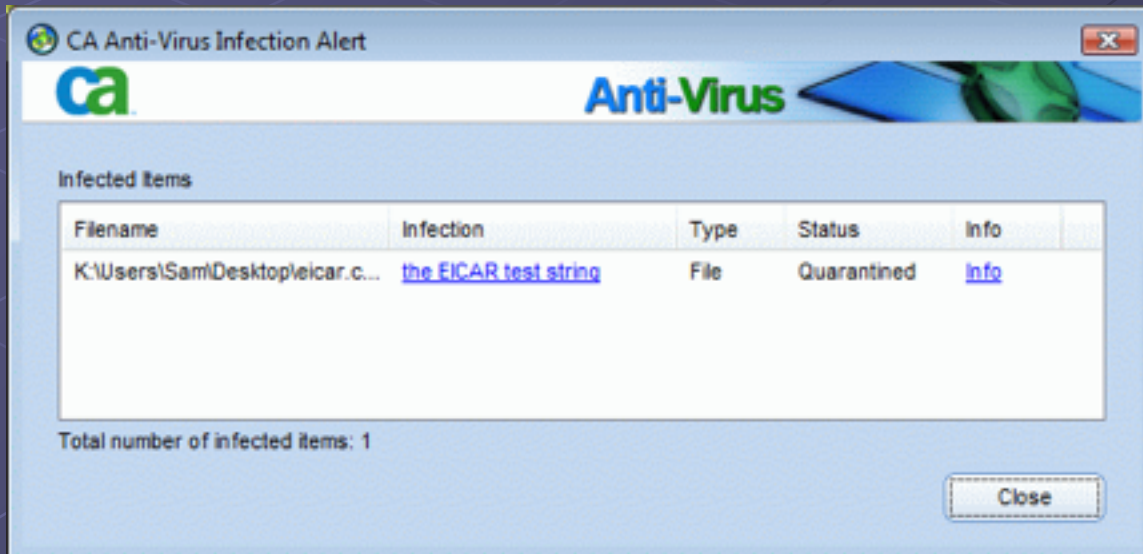 CA Anti-Virus Infection Alert
ca
Anti-Virus
Infected Items
Filename Infection Type Status Info
K:\Users\Sam\Desktop\eicar.c... the EICAR test string File Quarantined Info
Total number of infected items: 1
Close